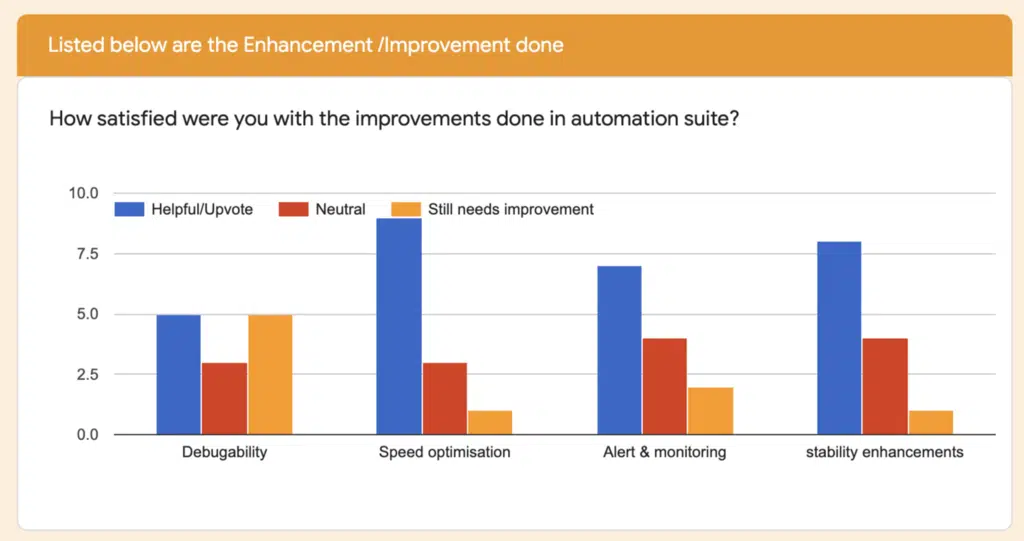 Listed below are the Enhancement /Improvement done
How satisfied were you with the improvements done in automation suite?
10.0
Helpful/Upvote Neutral Still needs improvement
7.5
5.0
2.5
0.0
Debugability Speed optimisation Alert & monitoring stability enhancements